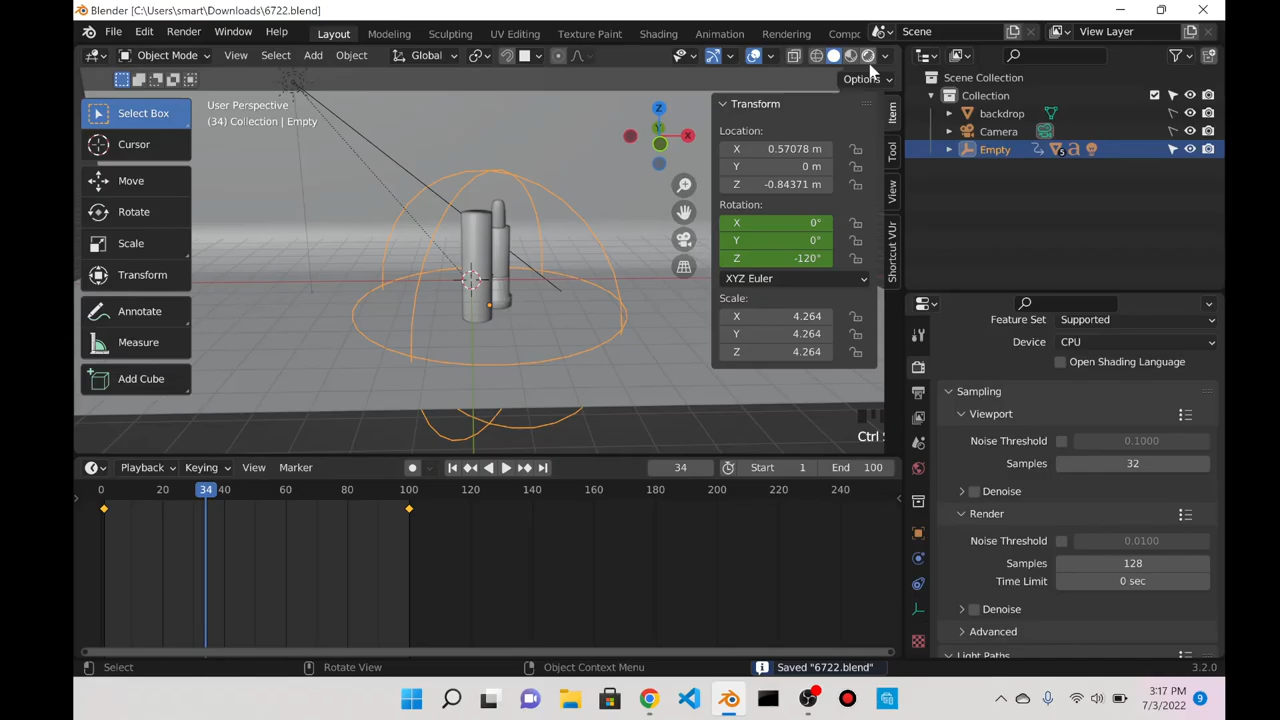 Blender [C:\Users\smart\Downloads\6722.blend]
File Edit Render Window Help Layout Modeling Sculpting UV Editing Texture Paint Shading Animation Rendering Compo Scene View Layer
Object Mode View Select Add Object Global
Options
Select Box
Cursor
Move
Rotate
Scale
Transform
Annotate
Measure
Add Cube
User Perspective
(34) Collection | Empty
Z
Y
X
Ctrl
Transform
Location:
X 0.57078 m
Y 0 m
Z -0.84371 m
Rotation:
X 0°
Y 0°
Z -120°
XYZ Euler
Scale:
X 4.264
Y 4.264
Z 4.264
Item
Tool
View
Shortcut VUr
Scene Collection
Collection
backdrop
Camera
Empty 5
Feature Set Supported
Device CPU
Open Shading Language
Sampling
Viewport
Noise Threshold 0.1000
Samples 32
Denoise
Render
Noise Threshold 0.0100
Samples 128
Time Limit 0 sec
Denoise
Advanced
Light Paths
Playback Keying View Marker 34 Start 1 End 100
0 20 34 40 60 80 100 120 140 160 180 200 220 240
Select Rotate View Object Context Menu Saved "6722.blend" 3.2.0
3:17 PM
7/3/2022
9